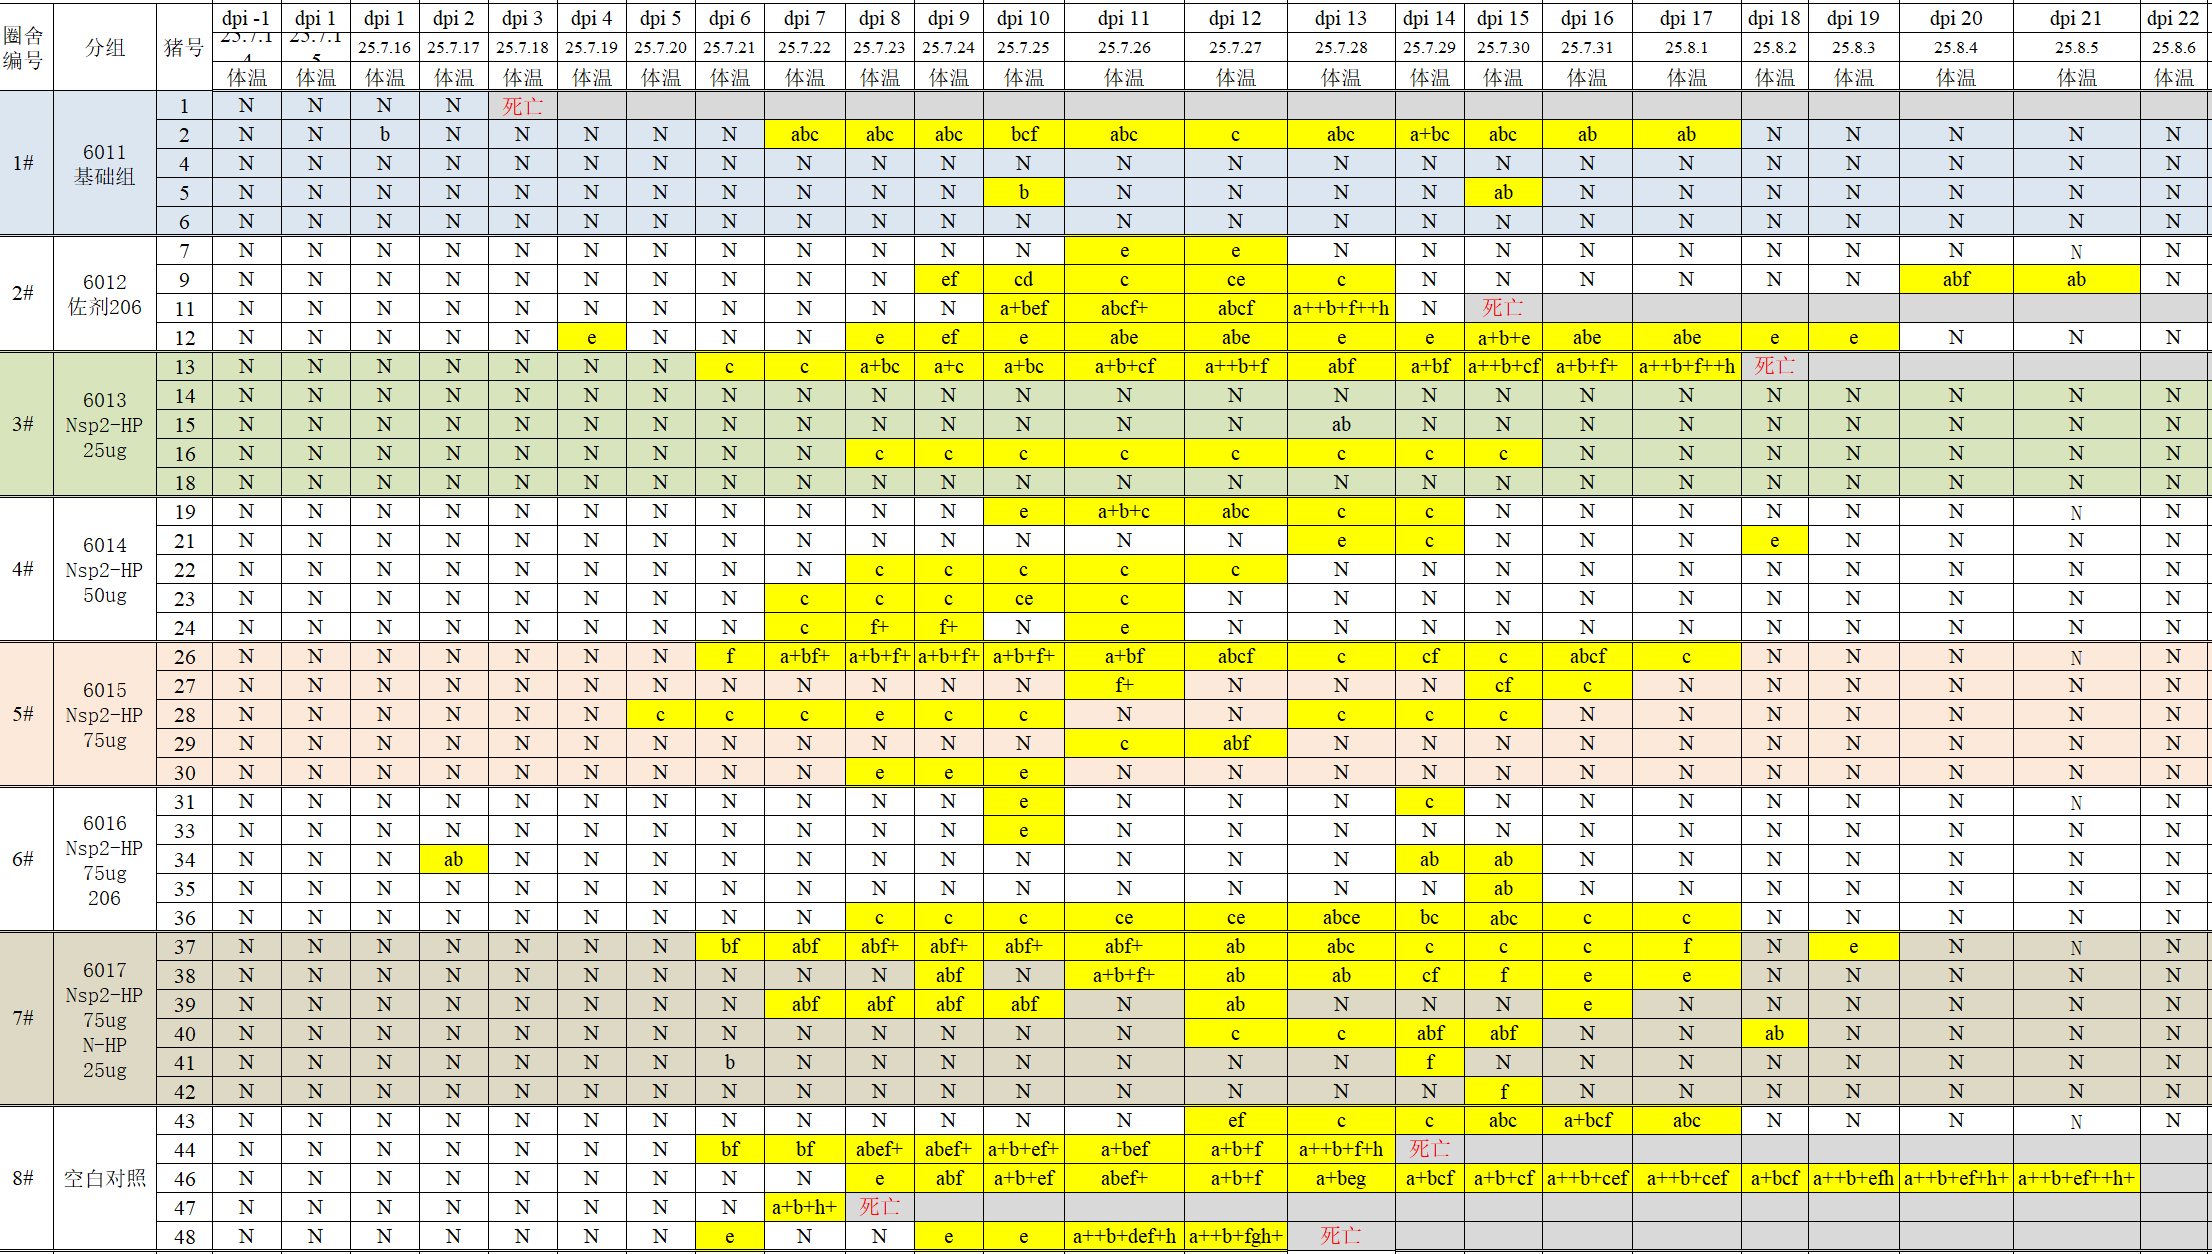 圈舍编号 分组 猪号 dpi -1 dpi 1 dpi 1 dpi 2 dpi 3 dpi 4 dpi 5 dpi 6 dpi 7 dpi 8 dpi 9 dpi 10 dpi 11 dpi 12 dpi 13 dpi 14 dpi 15 dpi 16 dpi 17 dpi 18 dpi 19 dpi 20 dpi 21 dpi 22
25.7.14 25.7.15 25.7.16 25.7.17 25.7.18 25.7.19 25.7.20 25.7.21 25.7.22 25.7.23 25.7.24 25.7.25 25.7.26 25.7.27 25.7.28 25.7.29 25.7.30 25.7.31 25.8.1 25.8.2 25.8.3 25.8.4 25.8.5 25.8.6
体温 体温 体温 体温 体温 体温 体温 体温 体温 体温 体温 体温 体温 体温 体温 体温 体温 体温 体温 体温 体温 体温 体温 体温
1# 6011 基础组
1 N N N N 死亡
2 N N b N N N N N abc abc abc bcf abc c abc a+bc abc ab ab N N N N N
4 N N N N N N N N N N N N N N N N N N N N N N N N
5 N N N N N N N N N N N b N N N N ab N N N N N N N
6 N N N N N N N N N N N N N N N N N N N N N N N N
2# 6012 佐剂206
7 N N N N N N N N N N N N e e N N N N N N N N N N
9 N N N N N N N N N N ef cd c ce c N N N N N N abf ab N
11 N N N N N N N N N N N a+bef abcf+ abcf a++b+f++h N 死亡
12 N N N N N e N N N e ef e abe abe e e a+b+e abe abe e e N N N
3# 6013 Nsp2-HP 25ug
13 N N N N N N N c c a+bc a+c a+bc a+b+cf a++b+f abf a+bf a++b+cf a+b+f+ a++b+f++h 死亡
14 N N N N N N N N N N N N N N N N N N N N N N N N
15 N N N N N N N N N N N N N N ab N N N N N N N N N
16 N N N N N N N N N c c c c c c c c N N N N N N N
18 N N N N N N N N N N N N N N N N N N N N N N N N
4# 6014 Nsp2-HP 50ug
19 N N N N N N N N N N N e a+b+c abc c c N N N N N N N N
21 N N N N N N N N N N N N N N e c N N N e N N N N
22 N N N N N N N N N c c c c c N N N N N N N N N N
23 N N N N N N N N c c c ce c N N N N N N N N N N N
24 N N N N N N N N c f+ f+ N e N N N N N N N N N N N
5# 6015 Nsp2-HP 75ug
26 N N N N N N N f a+bf+ a+b+f+ a+b+f+ a+b+f+ a+bf abcf c cf c abcf c N N N N N
27 N N N N N N N N N N N N f+ N N N cf c N N N N N N
28 N N N N N N c c c e c c N N c c c N N N N N N N
29 N N N N N N N N N N N N c abf N N N N N N N N N N
30 N N N N N N N N N e e e N N N N N N N N N N N N
6# 6016 Nsp2-HP 75ug 206
31 N N N N N N N N N N N e N N N c N N N N N N N N
33 N N N N N N N N N N N e N N N N N N N N N N N N
34 N N N ab N N N N N N N N N N N ab ab N N N N N N N
35 N N N N N N N N N N N N N N N N ab N N N N N N N
36 N N N N N N N N N c c c ce ce abce bc abc c c N N N N N
7# 6017 Nsp2-HP 75ug N-HP 25ug
37 N N N N N N N bf abf abf+ abf+ abf+ abf+ ab abc c c c f N e N N N
38 N N N N N N N N N N abf N a+b+f+ ab ab cf f e e N N N N N
39 N N N N N N N N abf abf abf abf N ab N N N e N N N N N N
40 N N N N N N N N N N N N N c c abf abf N N ab N N N N
41 N N N N N N N b N N N N N N N f N N N N N N N N
42 N N N N N N N N N N N N N N N N f N N N N N N N
8# 空白对照
43 N N N N N N N N N N N N N ef c c abc a+bcf abc N N N N N
44 N N N N N N N bf bf abef+ abef+ a+b+ef+ a+bef a+b+f a++b+f+h 死亡
46 N N N N N N N N N e abf a+b+ef abef+ a+b+f a+beg a+bcf a+b+cf a++b+cef a++b+cef a+bcf a++b+efh a++b+ef+h+ a++b+ef++h+
47 N N N N N N N N a+b+h+ 死亡
48 N N N N N N N e N N e e a++b+def+h a++b+fgh+ 死亡